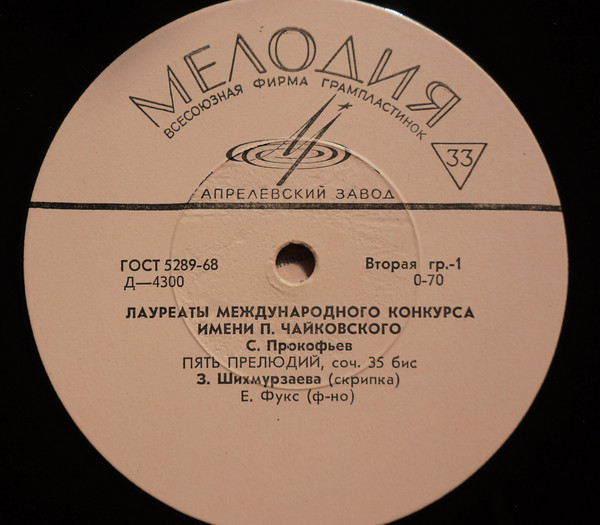 МЕЛОДИЯ
ВСЕСОЮЗНАЯ ФИРМА ГРАМПЛАСТИНОК
33
АПРЕЛЕВСКИЙ ЗАВОД
ГОСТ 5289-68 Вторая гр.-1
Д—4300 0-70
ЛАУРЕАТЫ МЕЖДУНАРОДНОГО КОНКУРСА
ИМЕНИ П. ЧАЙКОВСКОГО
С. Прокофьев
ПЯТЬ ПРЕЛЮДИЙ, соч. 35 бис
З. Шихмурзаева (скрипка)
Е. Фукс (ф-но)